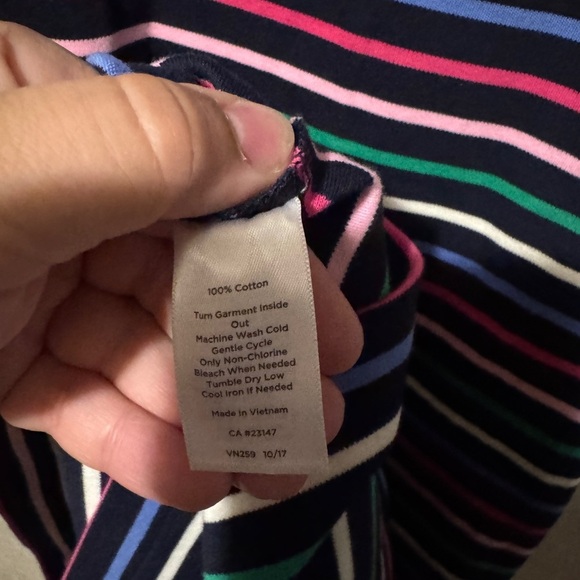 100% Cotton
Turn Garment Inside
Out
Machine Wash Cold
Gentle Cycle
Only Non-Chlorine
Bleach When Needed
Tumble Dry Low
Cool Iron if Needed
Made in Vietnam
CA #23147
VN259 10/17